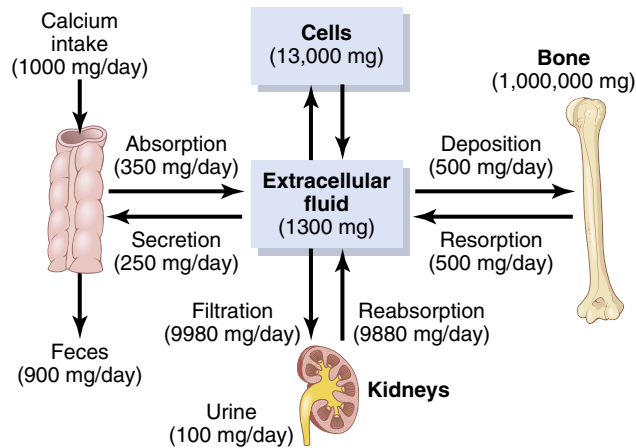 Calcium
intake
(1000 mg/day)
Cells
(13,000 mg)
Bone
(1,000,000 mg)
Absorption
(350 mg/day)
Deposition
(500 mg/day)
Extracellular
fluid
(1300 mg)
Secretion
(250 mg/day)
Resorption
(500 mg/day)
Filtration
(9980 mg/day)
Reabsorption
(9880 mg/day)
Feces
(900 mg/day)
Kidneys
Urine
(100 mg/day)